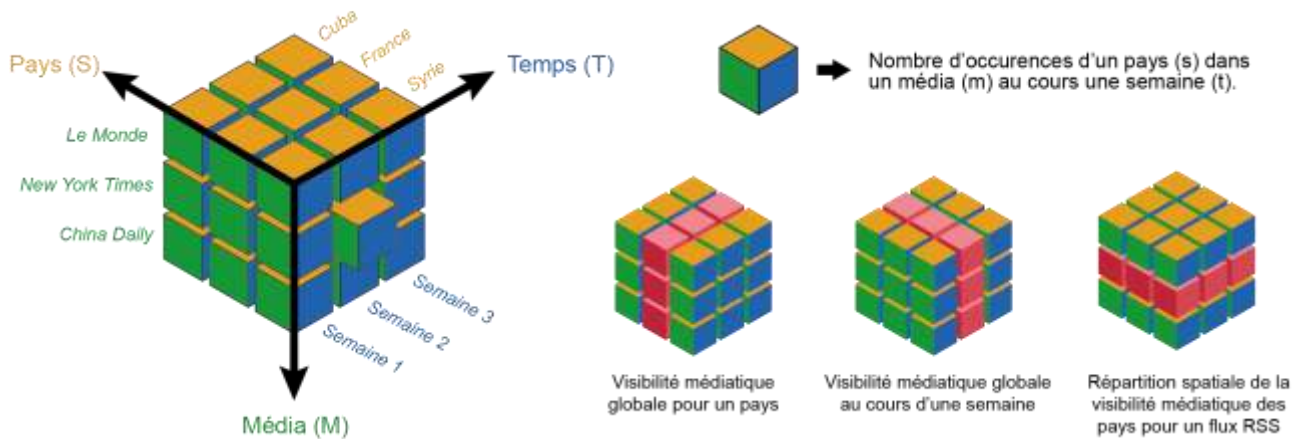 Pays (S)
Cuba
France
Syrie
Temps (T)
Le Monde
New York Times
China Daily
Semaine 3
Semaine 2
Semaine 1
Média (M)
Nombre d'occurences d'un pays (s) dans
un média (m) au cours une semaine (t).
Visibilité médiatique
globale pour un pays
Visibilité médiatique globale
au cours d'une semaine
Répartition spatiale de la
visibilité médiatique des
pays pour un flux RSS